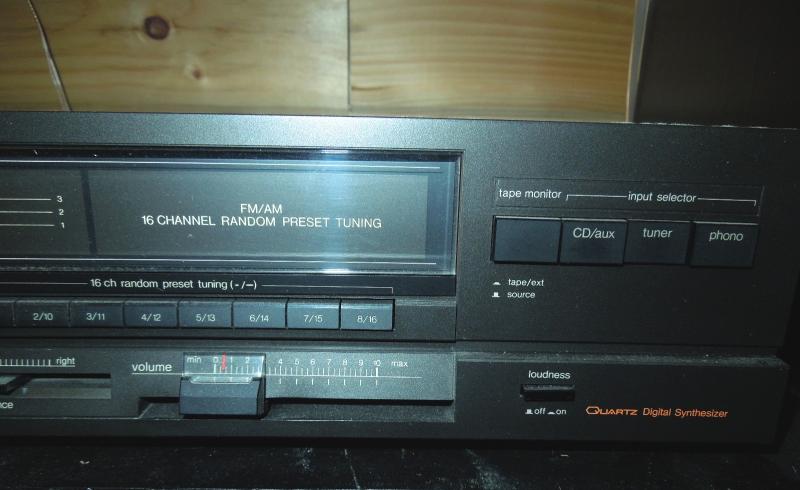 3
2
1
FM/AM
16 CHANNEL RANDOM PRESET TUNING
tape monitor input selector
CD/aux tuner phono
tape/ext
source
16 ch random preset tuning (-/--)
2/10 3/11 4/12 5/13 6/14 7/15 8/16
right
volume min 0 2 4 5 6 7 8 9 10 max
nce
loudness
off on
QUARTZ Digital Synthesizer